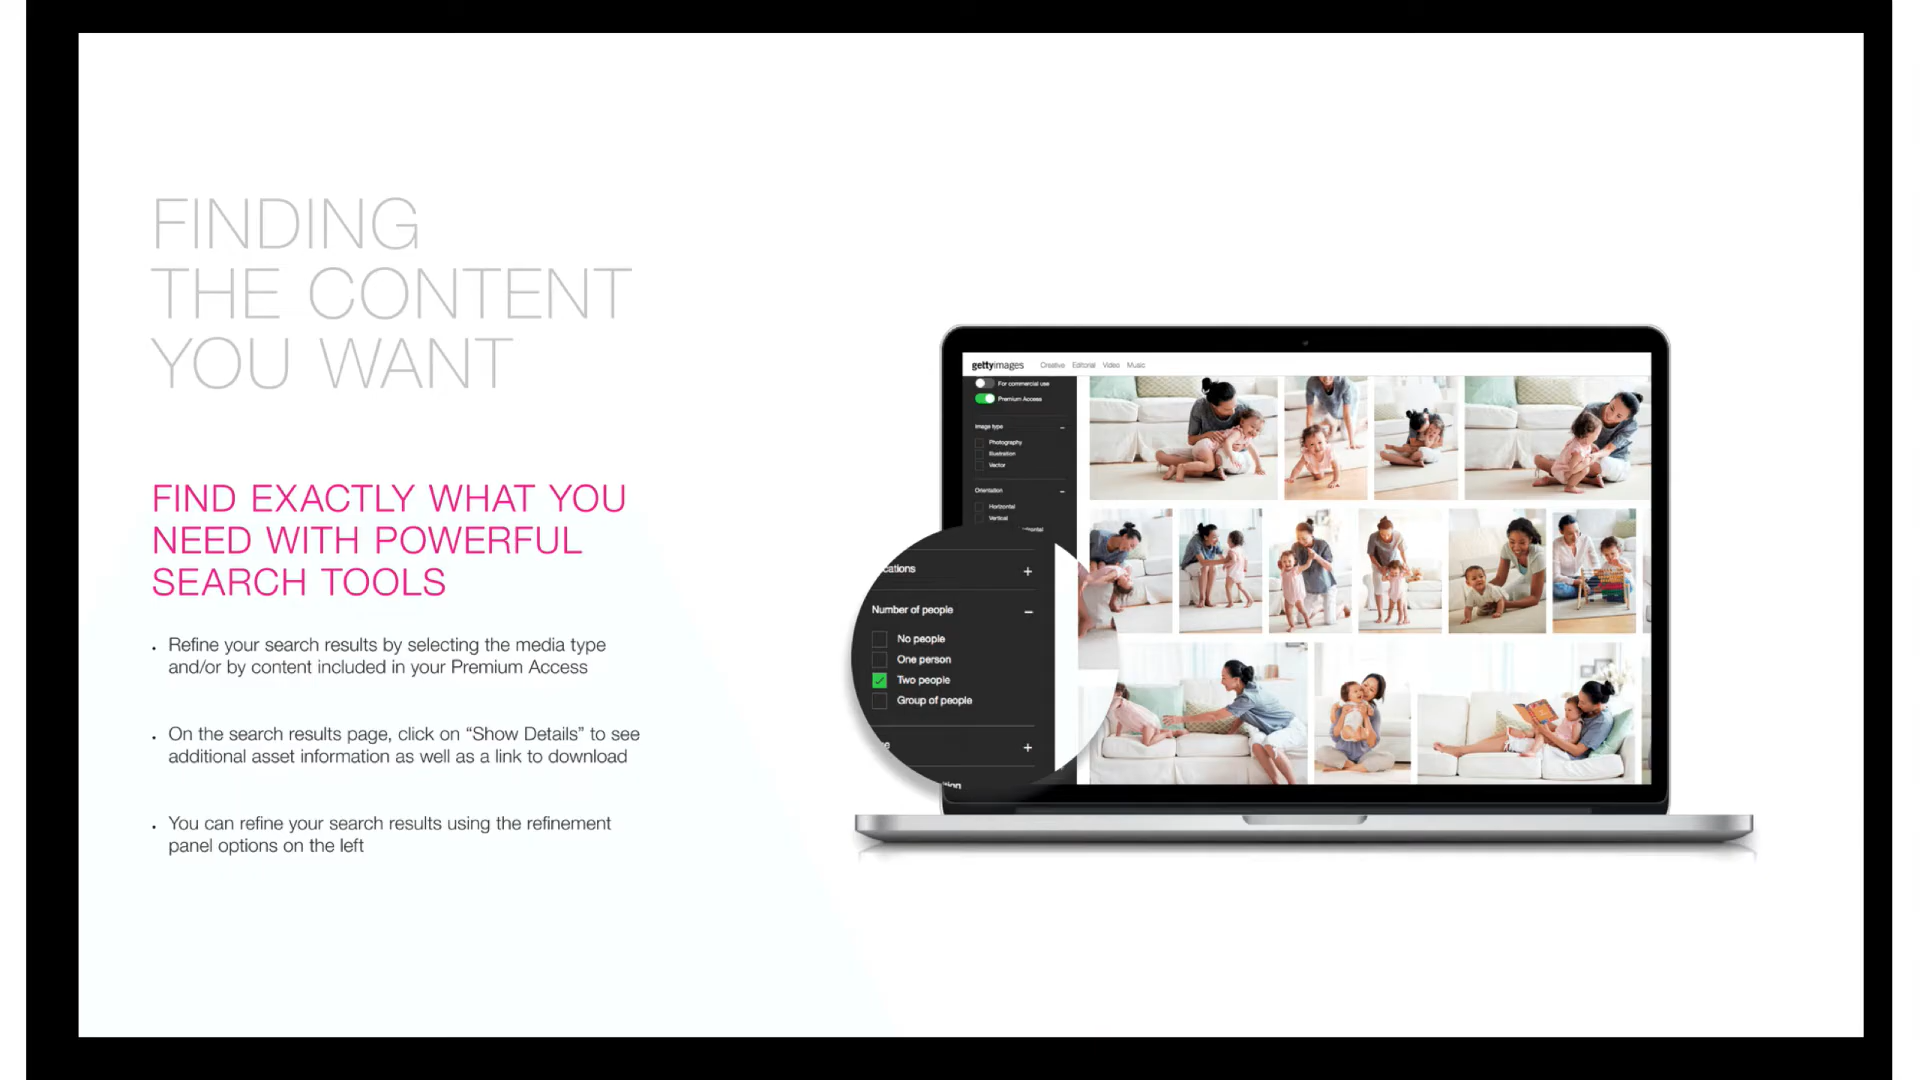 FINDING
THE CONTENT
YOU WANT
FIND EXACTLY WHAT YOU
NEED WITH POWERFUL
SEARCH TOOLS
• Refine your search results by selecting the media type
and/or by content included in your Premium Access
• On the search results page, click on “Show Details” to see
additional asset information as well as a link to download
• You can refine your search results using the refinement
panel options on the left
gettyimages Creative Editorial Video Music
For commercial use
Premium Access
Image type –
Photography
Illustration
Vector
Orientation –
Horizontal
Vertical
cations +
Number of people –
No people
One person
Two people
Group of people
+